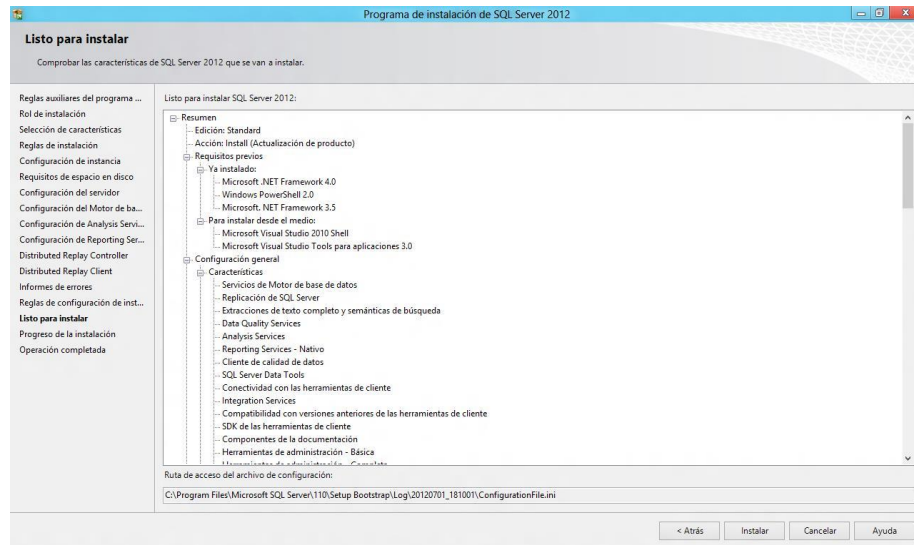 Programa de instalación de SQL Server 2012
Listo para instalar
Comprobar las características de SQL Server 2012 que se van a instalar.
Reglas auxiliares del programa ...
Rol de instalación
Selección de características
Reglas de instalación
Configuración de instancia
Requisitos de espacio en disco
Configuración del servidor
Configuración del Motor de ba...
Configuración de Analysis Servi...
Configuración de Reporting Ser...
Distributed Replay Controller
Distributed Replay Client
Informes de errores
Reglas de configuración de inst...
Listo para instalar
Progreso de la instalación
Operación completada
Listo para instalar SQL Server 2012:
Resumen
Edición: Standard
Acción: Install (Actualización de producto)
Requisitos previos
Ya instalado:
Microsoft .NET Framework 4.0
Windows PowerShell 2.0
Microsoft. NET Framework 3.5
Para instalar desde el medio:
Microsoft Visual Studio 2010 Shell
Microsoft Visual Studio Tools para aplicaciones 3.0
Configuración general
Características
Servicios de Motor de base de datos
Replicación de SQL Server
Extracciones de texto completo y semánticas de búsqueda
Data Quality Services
Analysis Services
Reporting Services - Nativo
Cliente de calidad de datos
SQL Server Data Tools
Conectividad con las herramientas de cliente
Integration Services
Compatibilidad con versiones anteriores de las herramientas de cliente
SDK de las herramientas de cliente
Componentes de la documentación
Herramientas de administración - Básica
Herramientas de administración - Completa
Ruta de acceso del archivo de configuración:
C:\Program Files\Microsoft SQL Server\110\Setup Bootstrap\Log\20120701_181001\ConfigurationFile.ini
< Atrás
Instalar
Cancelar
Ayuda